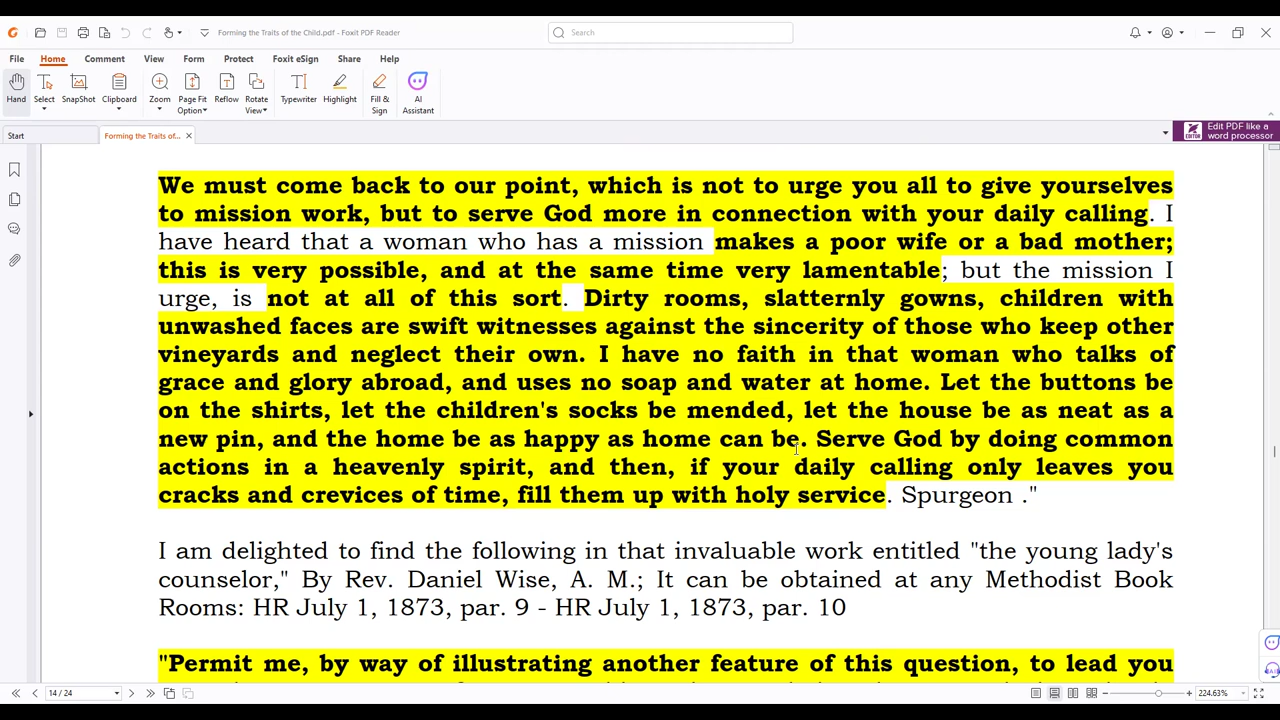 Forming the Traits of the Child.pdf - Foxit PDF Reader
Search
File Home Comment View Form Protect Foxit eSign Share Help
Hand Select SnapShot Clipboard Zoom Page Fit Option Reflow Rotate View Typewriter Highlight Fill & Sign AI Assistant
Start
Forming the Traits of...
Edit PDF like a
word processor
We must come back to our point, which is not to urge you all to give yourselves
to mission work, but to serve God more in connection with your daily calling. I
have heard that a woman who has a mission makes a poor wife or a bad mother;
this is very possible, and at the same time very lamentable; but the mission I
urge, is not at all of this sort. Dirty rooms, slatternly gowns, children with
unwashed faces are swift witnesses against the sincerity of those who keep other
vineyards and neglect their own. I have no faith in that woman who talks of
grace and glory abroad, and uses no soap and water at home. Let the buttons be
on the shirts, let the children's socks be mended, let the house be as neat as a
new pin, and the home be as happy as home can be. Serve God by doing common
actions in a heavenly spirit, and then, if your daily calling only leaves you
cracks and crevices of time, fill them up with holy service. Spurgeon ."
I am delighted to find the following in that invaluable work entitled "the young lady's
counselor," By Rev. Daniel Wise, A. M.; It can be obtained at any Methodist Book
Rooms: HR July 1, 1873, par. 9 - HR July 1, 1873, par. 10
"Permit me, by way of illustrating another feature of this question, to lead you
14 / 24
224.63%